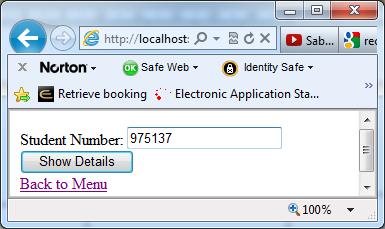 http://localhost:
Sab...
rec
Norton
OK Safe Web
Identity Safe
Retrieve booking
Electronic Application Sta...
Student Number: 975137
Show Details
Back to Menu
100%